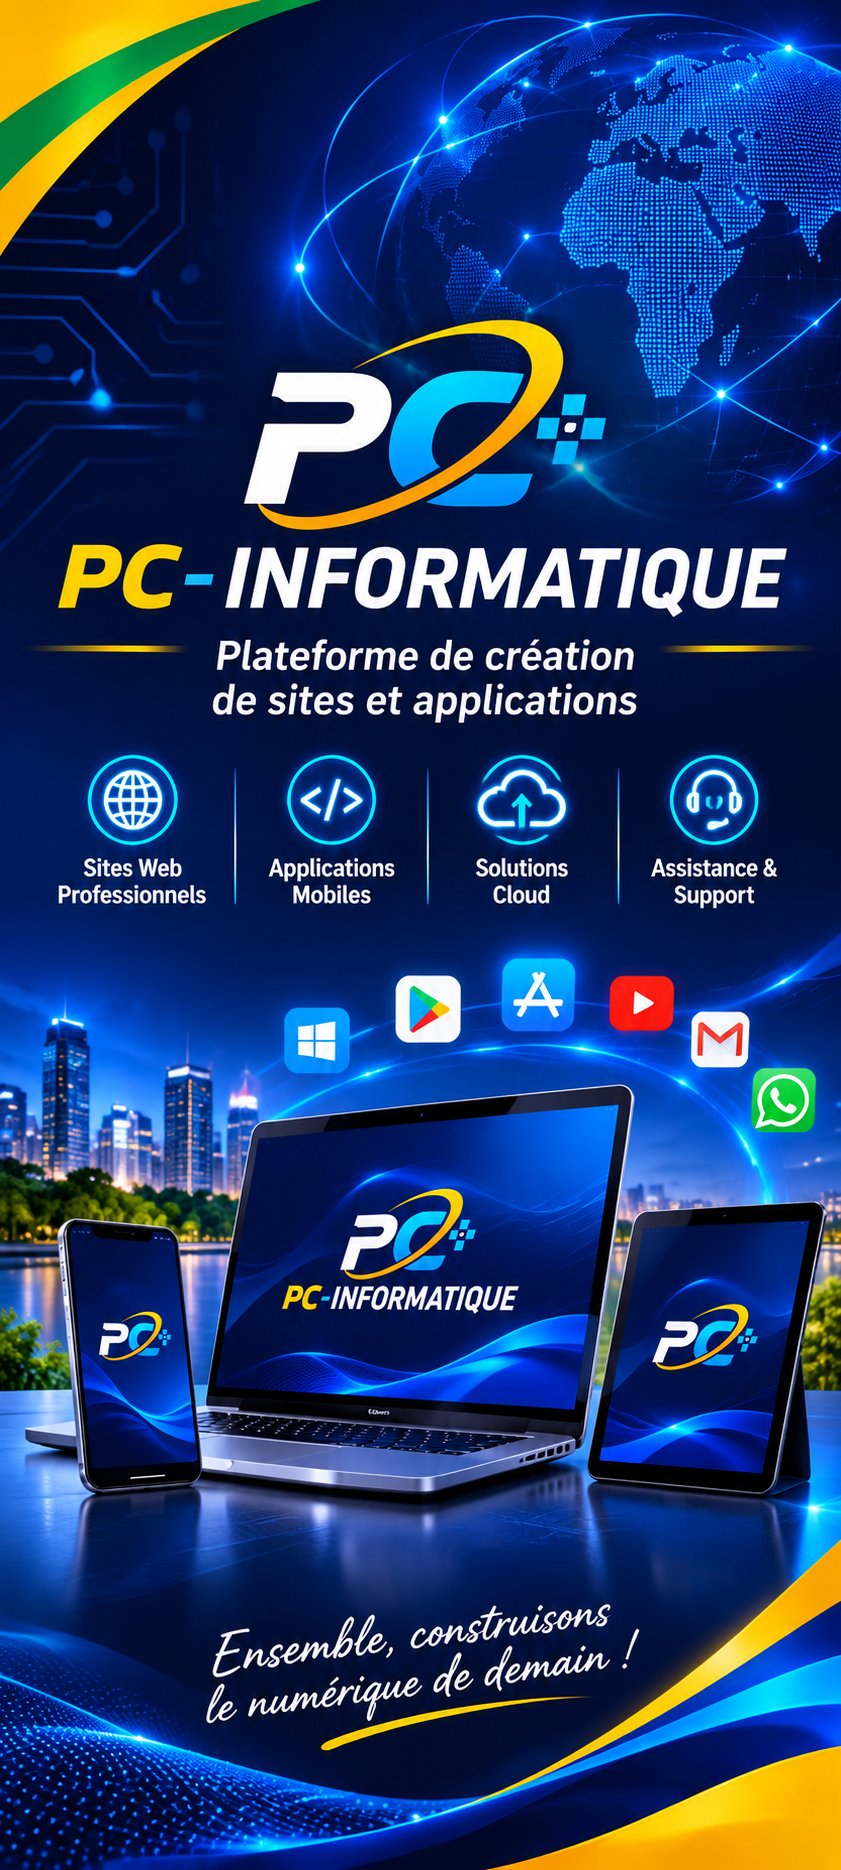 PC
PC-INFORMATIQUE
Plateforme de création
de sites et applications
Sites Web
Professionnels
Applications
Mobiles
Solutions
Cloud
Assistance &
Support
PC
PC-INFORMATIQUE
PC
PC
Ensemble, construisons
le numérique de demain !